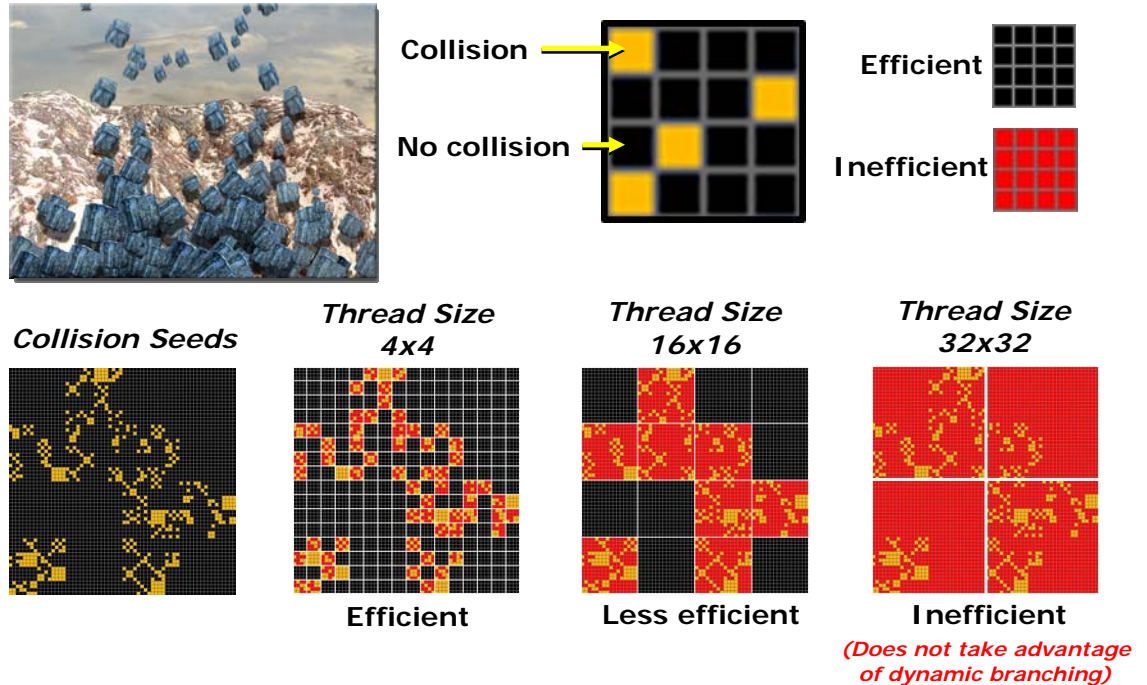 Collision
No collision
Efficient
Inefficient
Collision Seeds
Thread Size
4x4
Thread Size
16x16
Thread Size
32x32
Efficient
Less efficient
Inefficient
(Does not take advantage
of dynamic branching)